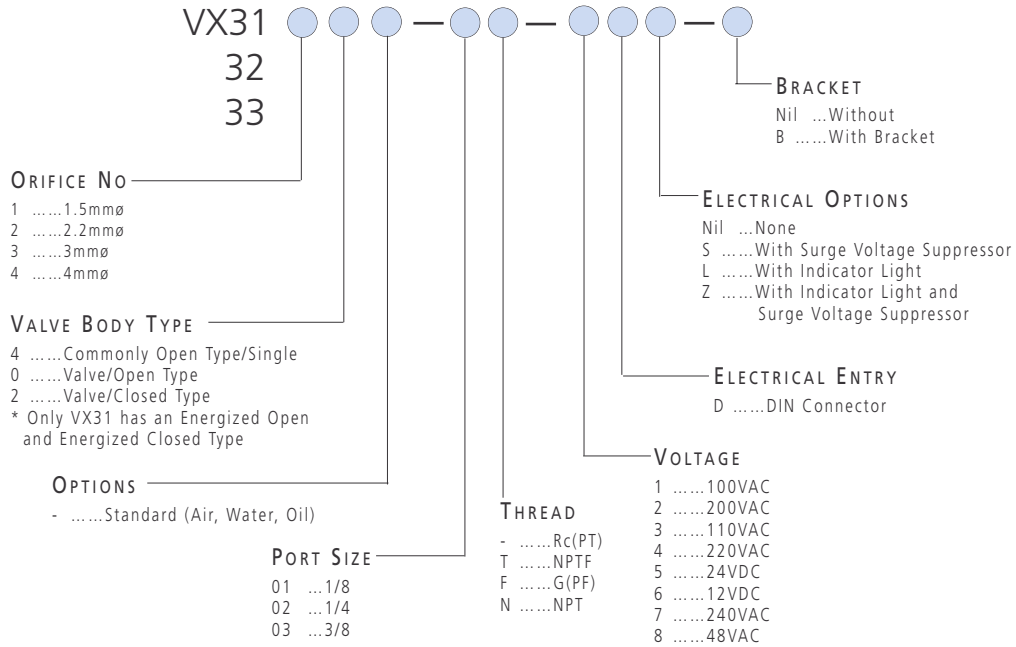 VX31 — — —
32
33
BRACKET
Nil ...Without
B ......With Bracket
ORIFICE NO
1 ......1.5mmø
2 ......2.2mmø
3 ......3mmø
4 ......4mmø
ELECTRICAL OPTIONS
Nil ...None
S ......With Surge Voltage Suppressor
L ......With Indicator Light
Z ......With Indicator Light and
Surge Voltage Suppressor
VALVE BODY TYPE
4 ......Commonly Open Type/Single
0 ......Valve/Open Type
2 ......Valve/Closed Type
* Only VX31 has an Energized Open
and Energized Closed Type
ELECTRICAL ENTRY
D ......DIN Connector
OPTIONS
- ......Standard (Air, Water, Oil)
VOLTAGE
1 ......100VAC
2 ......200VAC
3 ......110VAC
4 ......220VAC
5 ......24VDC
6 ......12VDC
7 ......240VAC
8 ......48VAC
THREAD
- ......Rc(PT)
T ......NPTF
F ......G(PF)
N ......NPT
PORT SIZE
01 ...1/8
02 ...1/4
03 ...3/8